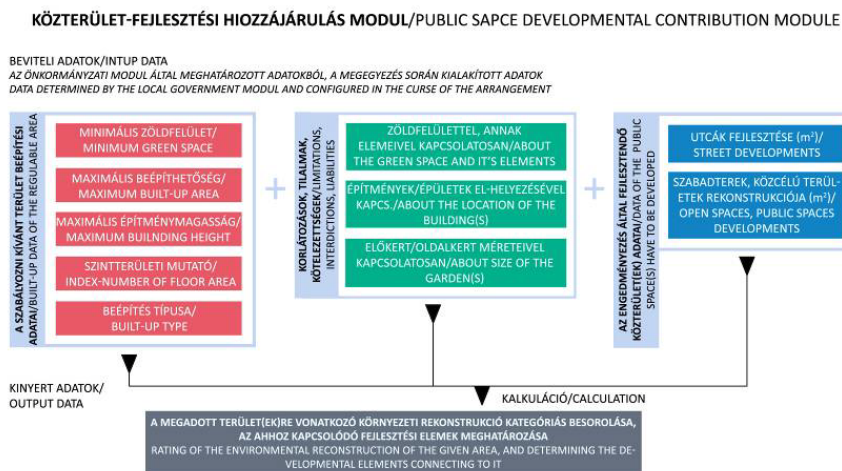 KÖZTERÜLET-FEJLESZTÉSI HIOZZÁJÁRULÁS MODUL/PUBLIC SAPCE DEVELOPMENTAL CONTRIBUTION MODULE
BEVITELI ADATOK/INTUP DATA
AZ ÖNKORMÁNYZATI MODUL ÁLTAL MEGHATÁROZOTT ADATOKBÓL, A MEGEGYEZÉS SORÁN KIALAKÍTOTT ADATOK
DATA DETERMINED BY THE LOCAL GOVERNMENT MODUL AND CONFIGURED IN THE CURSE OF THE ARRANGEMENT
A SZABÁLYOZNI KÍVÁNT TERÜLET BEÉPÍTÉSI
ADATAI/BUILT-UP DATA OF THE REGULABLE AREA
MINIMÁLIS ZÖLDFELÜLET/
MINIMUM GREEN SPACE
MAXIMÁLIS BEÉPÍTHETŐSÉG/
MAXIMUM BUILT-UP AREA
MAXIMÁLIS ÉPÍTMÉNYMAGASSÁG/
MAXIMUM BUILNDING HEIGHT
SZINTTERÜLETI MUTATÓ/
INDEX-NUMBER OF FLOOR AREA
BEÉPÍTÉS TÍPUSA/
BUILT-UP TYPE
+
KORLÁTOZÁSOK, TILALMAK,
KÖTELEZETTSÉGEK/LIMITATIONS,
INTERDICTIONS, LIABILITIES
ZÖLDFELÜLETTEL, ANNAK
ELEMEIVEL KAPCSOLATOSAN/ABOUT
THE GREEN SPACE AND IT'S ELEMENTS
ÉPÍTMÉNYEK/ÉPÜLETEK EL-HELYEZÉSÉVEL
KAPCS./ABOUT THE LOCATION OF THE
BUILDING(S)
ELŐKERT/OLDALKERT MÉRETEIVEL
KAPCSOLATOSAN/ABOUT SIZE OF THE
GARDEN(S)
+
AZ ENGEDMÉNYEZÉS ÁLTAL FEJLESZTENDŐ
KÖZTERÜLET(EK) ADATAI/DATA OF THE PUBLIC
SPACE(S) HAVE TO BE DEVELOPED
UTCÁK FEJLESZTÉSE (m²)/
STREET DEVELOPMENTS
SZABADTEREK, KÖZCÉLÚ TERÜL-
ETEK REKONSTRUKCIÓJA (m²)/
OPEN SPACES, PUBLIC SPACES
DEVELOPMENTS
KINYERT ADATOK/
OUTPUT DATA
KALKULÁCIÓ/CALCULATION
A MEGADOTT TERÜLET(EK)RE VONATKOZÓ KÖRNYEZETI REKONSTRUKCIÓ KATEGÓRIÁS BESOROLÁSA,
AZ AHHOZ KAPCSOLÓDÓ FEJLESZTÉSI ELEMEK MEGHATÁROZÁSA
RATING OF THE ENVIRONMENTAL RECONSTRUCTION OF THE GIVEN AREA, AND DETERMINING THE DE-
VELOPMENTAL ELEMENTS CONNECTING TO IT